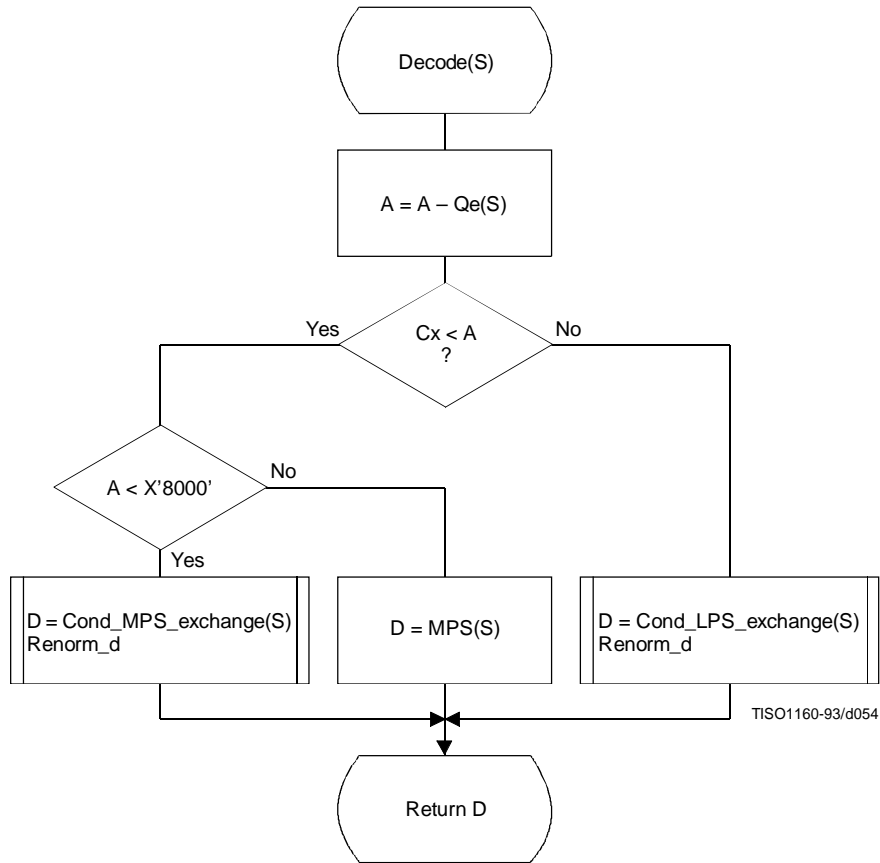 Decode(S)
A = A – Qe(S)
Cx < A
?
Yes
No
A < X’8000’
No
Yes
D = Cond_MPS_exchange(S)
Renorm_d
D = MPS(S)
D = Cond_LPS_exchange(S)
Renorm_d
TISO1160-93/d054
Return D